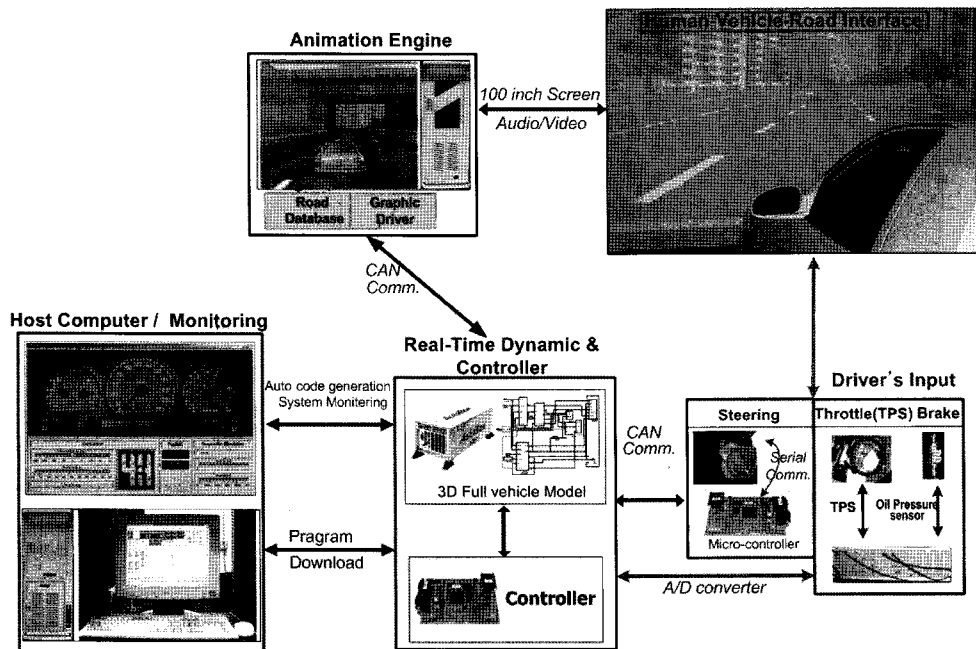 Human-Vehicle-Road Interface
Animation Engine
100 inch Screen
Audio/Video
Road
Database
Graphic
Driver
CAN
Comm.
Host Computer / Monitoring
Real-Time Dynamic &
Controller
Auto code generation
System Monitering
Driver´s Input
Steering
Throttle(TPS) Brake
CAN
Comm.
Serial
Comm.
3D Full vehicle Model
Micro-controller
TPS
Oil Pressure
sensor
Pragram
Download
Controller
A/D converter